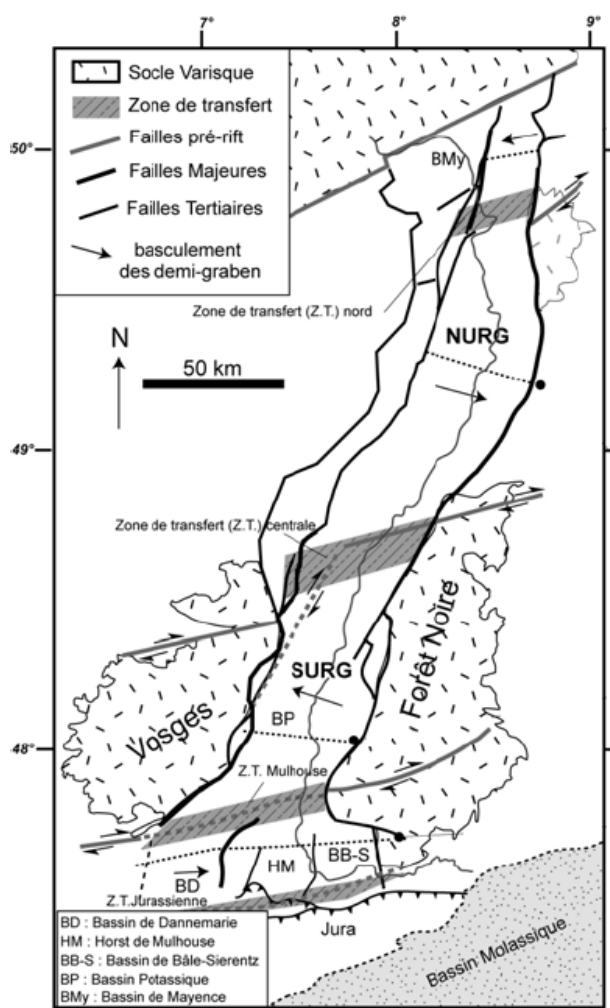 7°
8°
9°
Socle Varisque
Zone de transfert
Failles pré-rift
Failles Majeures
Failles Tertiaires
basculement
des demi-graben
50°
BMy
Zone de transfert (Z.T.) nord
NURG
N
50 km
49°
Zone de transfert (Z.T.) centrale
Vosges
SURG
Forêt Noire
BP
48°
Z.T. Mulhouse
BD
HM
BB-S
Z.T.Jurassienne
Jura
Bassin Molassique
BD : Bassin de Dannemarie
HM : Horst de Mulhouse
BB-S : Bassin de Bâle-Sierentz
BP : Bassin Potassique
BMy : Bassin de Mayence